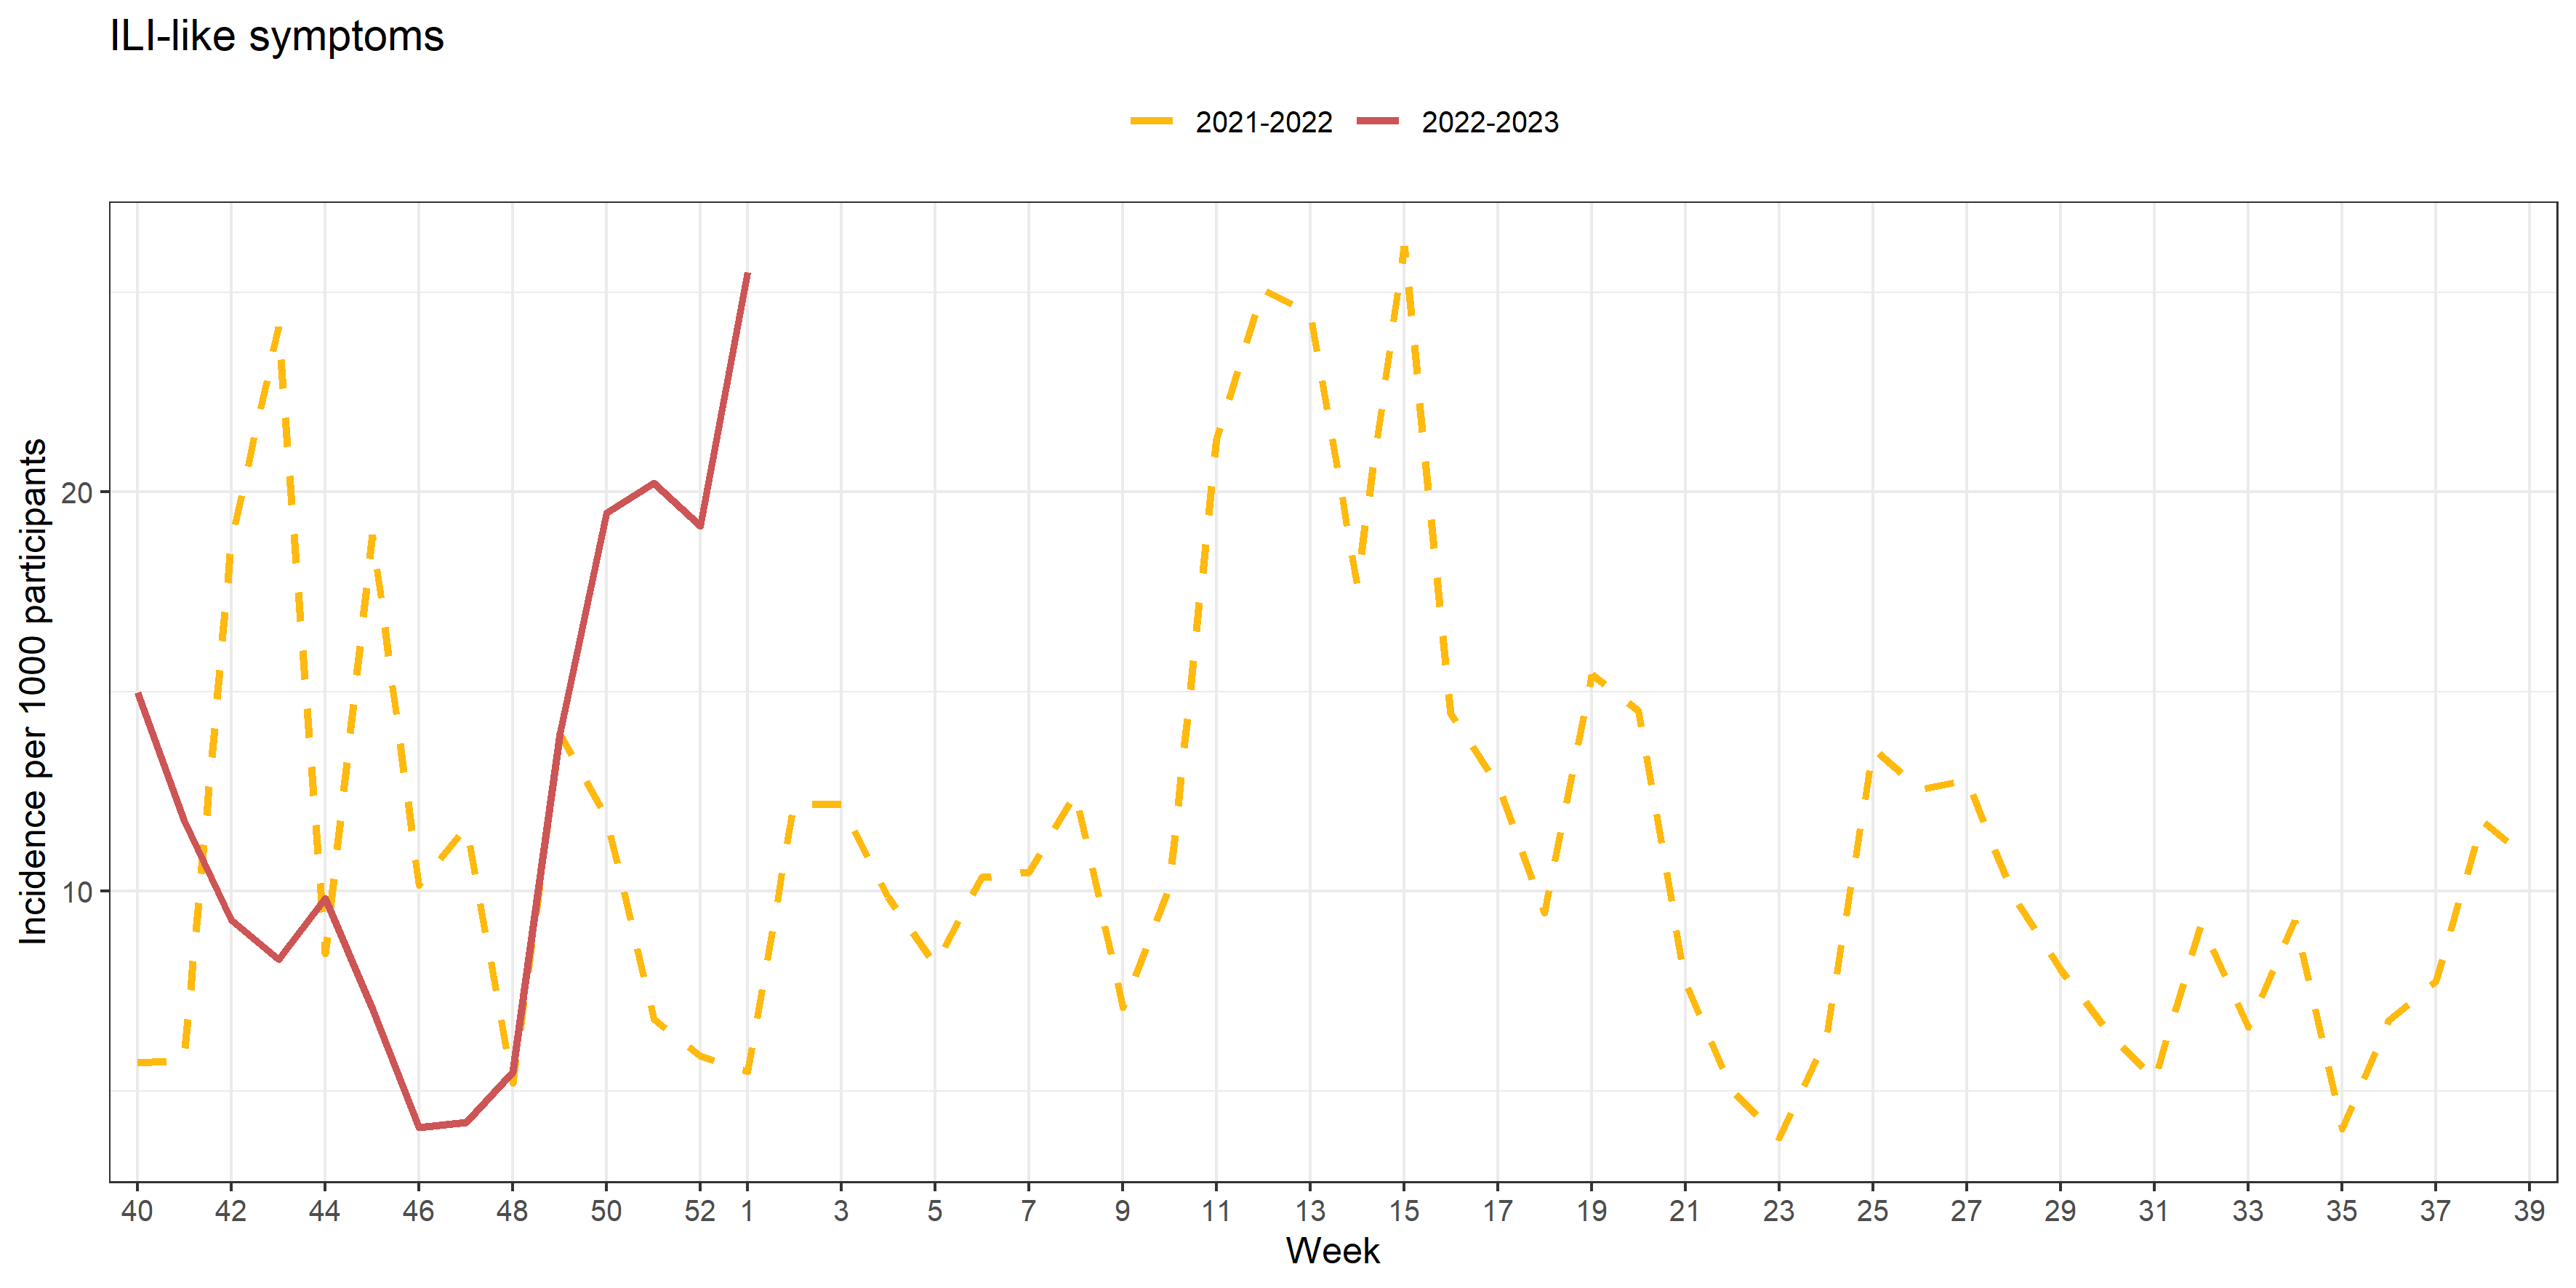 ILI-like symptoms
2021-2022 2022-2023
Incidence per 1000 participants
20
10
40 42 44 46 48 50 52 1 3 5 7 9 11 13 15 17 19 21 23 25 27 29 31 33 35 37 39
Week